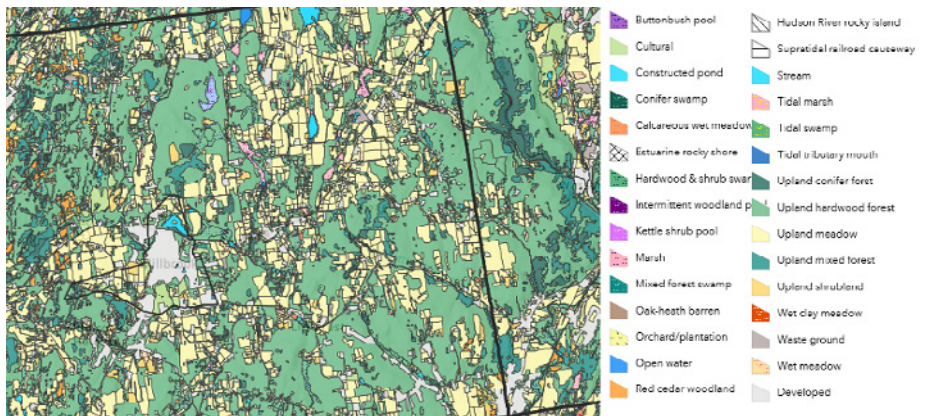 Buttonbush pool
Cultural
Constructed pond
Conifer swamp
Calcareous wet meadow
Estuarine rocky shore
Hardwood & shrub swar
Intermittent woodland p
Kettle shrub pool
Marsh
Mixed forest swamp
Oak-heath barren
Orchard/plantation
Open water
Red cedar woodland
Hudson River rocky island
Supratidal railroad causeway
Stream
Tidal marsh
Tidal swamp
Tidal tributary mouth
Upland conifer forest
Upland hardwood forest
Upland meadow
Upland mixed forest
Upland shrubland
Wet clay meadow
Waste ground
Wet meadow
Developed